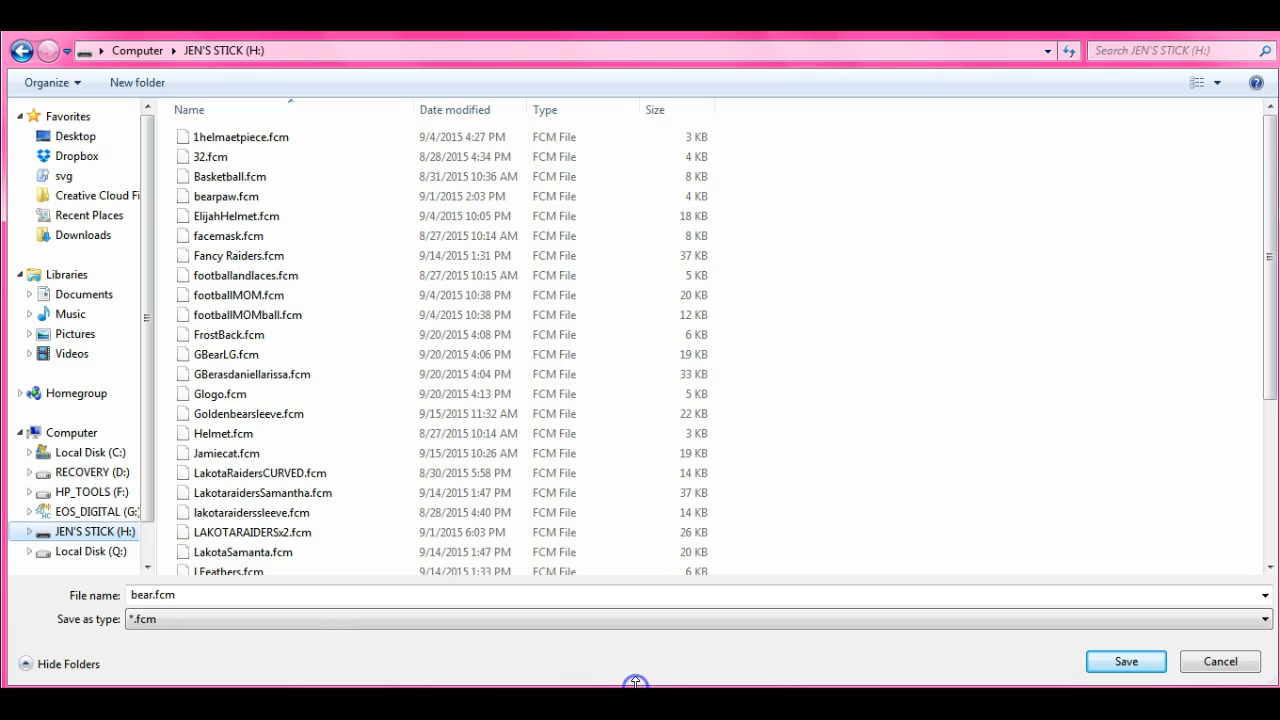 Computer JEN'S STICK (H:) Search JEN'S STICK (H:)
Organize New folder
Name Date modified Type Size
Favorites
Desktop
Dropbox
svg
Creative Cloud Fi
Recent Places
Downloads
Libraries
Documents
Music
Pictures
Videos
Homegroup
Computer
Local Disk (C:)
RECOVERY (D:)
HP_TOOLS (F:)
EOS_DIGITAL (G:
JEN'S STICK (H:)
Local Disk (Q:)
1helmaetpiece.fcm 9/4/2015 4:27 PM FCM File 3 KB
32.fcm 8/28/2015 4:34 PM FCM File 4 KB
Basketball.fcm 8/31/2015 10:36 AM FCM File 8 KB
bearpaw.fcm 9/1/2015 2:03 PM FCM File 4 KB
ElijahHelmet.fcm 9/4/2015 10:05 PM FCM File 18 KB
facemask.fcm 8/27/2015 10:14 AM FCM File 8 KB
Fancy Raiders.fcm 9/14/2015 1:31 PM FCM File 37 KB
footballandlaces.fcm 8/27/2015 10:15 AM FCM File 5 KB
footballMOM.fcm 9/4/2015 10:38 PM FCM File 20 KB
footballMOMball.fcm 9/4/2015 10:38 PM FCM File 12 KB
FrostBack.fcm 9/20/2015 4:08 PM FCM File 6 KB
GBearLG.fcm 9/20/2015 4:06 PM FCM File 19 KB
GBerasdaniellarissa.fcm 9/20/2015 4:04 PM FCM File 33 KB
Glogo.fcm 9/20/2015 4:13 PM FCM File 5 KB
Goldenbearsleeve.fcm 9/15/2015 11:32 AM FCM File 22 KB
Helmet.fcm 8/27/2015 10:14 AM FCM File 3 KB
Jamiecat.fcm 9/15/2015 10:26 AM FCM File 19 KB
LakotaRaidersCURVED.fcm 8/30/2015 5:58 PM FCM File 14 KB
LakotaraidersSamantha.fcm 9/14/2015 1:47 PM FCM File 37 KB
lakotaraiderssleeve.fcm 8/28/2015 4:40 PM FCM File 14 KB
LAKOTARAIDERSx2.fcm 9/1/2015 6:03 PM FCM File 26 KB
LakotaSamanta.fcm 9/14/2015 1:47 PM FCM File 20 KB
LFeathers.fcm 9/14/2015 1:33 PM FCM File 6 KB
File name: bear.fcm
Save as type: *.fcm
Hide Folders Save Cancel